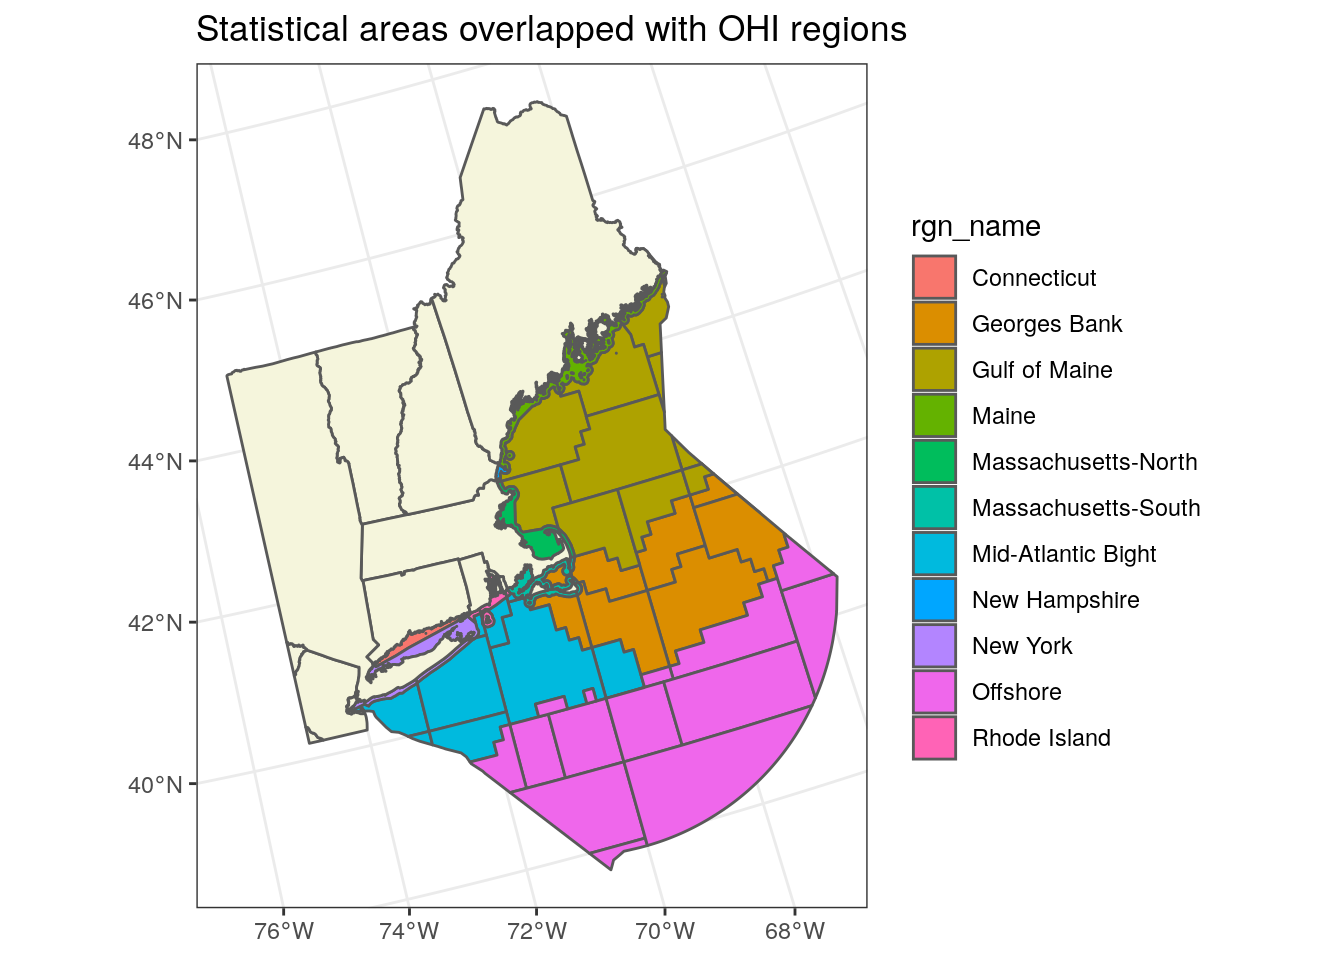 Statistical areas overlapped with OHI regions
48°N
46°N
44°N
42°N
40°N
76°W
74°W
72°W
70°W
68°W
rgn_name
Connecticut
Georges Bank
Gulf of Maine
Maine
Massachusetts-North
Massachusetts-South
Mid-Atlantic Bight
New Hampshire
New York
Offshore
Rhode Island